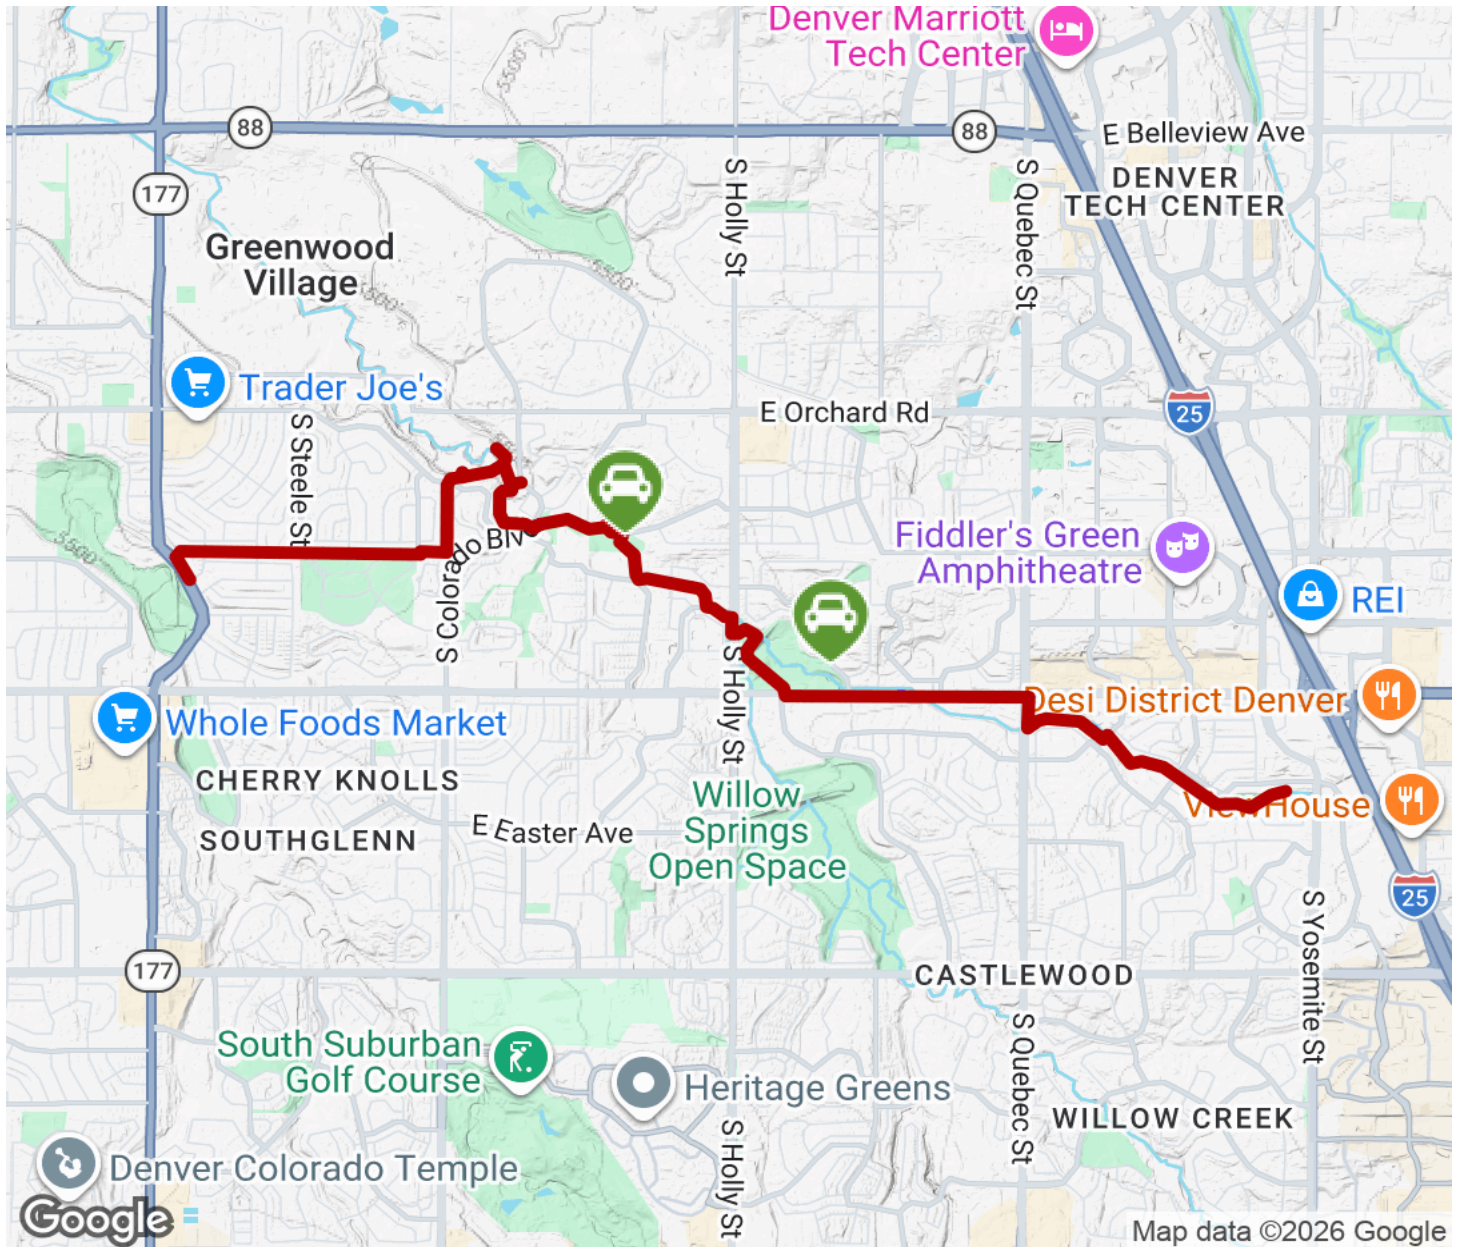 Denver Marriott
Tech Center
88
88
E Belleview Ave
177
S Holly St
S Quebec St
DENVER
TECH CENTER
Greenwood
Village
Trader Joe's
E Orchard Rd
25
S Steele St
Fiddler's Green
Amphitheatre
REI
5500
S Colorado Blv
S Holly St
Desi District Denver
Whole Foods Market
CHERRY KNOLLS
Willow
Springs
Open Space
ViewHouse
SOUTHGLENN
E Easter Ave
25
S Yosemite St
177
CASTLEWOOD
South Suburban
Golf Course
S Quebec St
Heritage Greens
WILLOW CREEK
S Holly St
Denver Colorado Temple
Google
Map data ©2026 Google